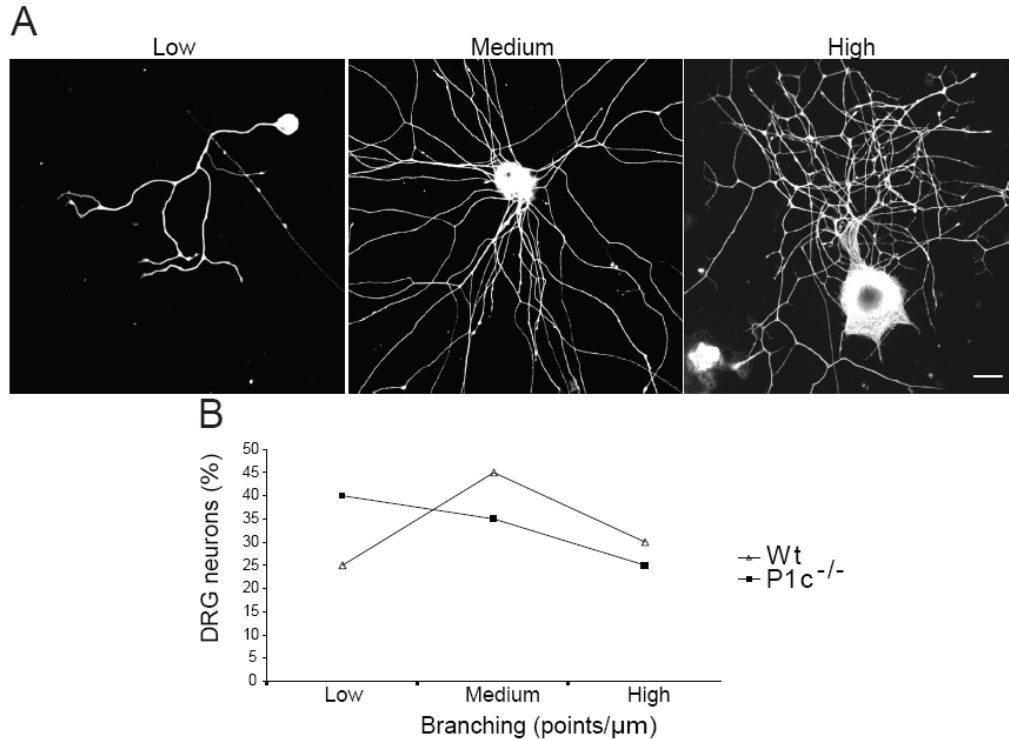 A
Low Medium High
B
DRG neurons (%)
50
45
40
35
30
25
20
15
10
5
0
Low Medium High
Branching (points/µm)
Wt
P1c -/-